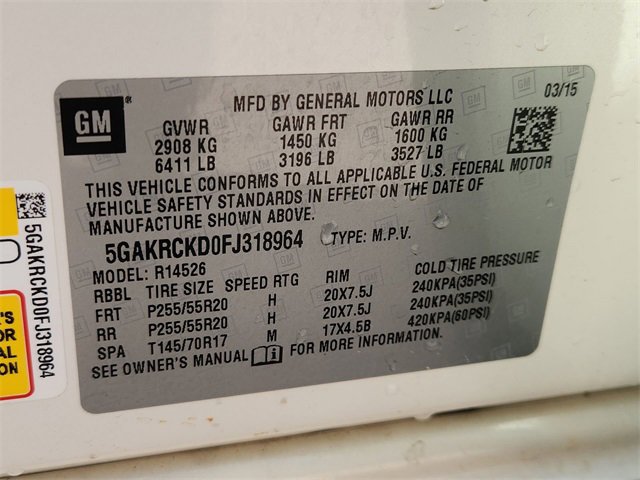 GM
®
MFD BY GENERAL MOTORS LLC
03/15
GVWR GAWR FRT GAWR RR
2908 KG 1450 KG 1600 KG
6411 LB 3196 LB 3527 LB
THIS VEHICLE CONFORMS TO ALL APPLICABLE U.S. FEDERAL MOTOR
VEHICLE SAFETY STANDARDS IN EFFECT ON THE DATE OF
MANUFACTURE SHOWN ABOVE.
5GAKRCKD0FJ318964 TYPE: M.P.V.
MODEL: R14526
RBBL TIRE SIZE SPEED RTG RIM COLD TIRE PRESSURE
FRT P255/55R20 H 20X7.5J 240KPA(35PSI)
RR P255/55R20 H 20X7.5J 240KPA(35PSI)
SPA T145/70R17 M 17X4.5B 420KPA(60PSI)
SEE OWNER'S MANUAL FOR MORE INFORMATION.
5GAKRCKD0FJ318964